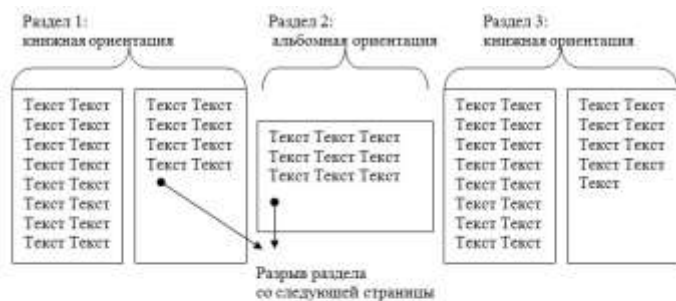 Раздел 1:
книжная ориентация
Раздел 2:
альбомная ориентация
Раздел 3:
книжная ориентация
Текст Текст
Текст Текст
Текст Текст
Текст Текст
Текст Текст
Текст Текст
Текст Текст
Текст Текст
Текст Текст
Текст Текст
Текст Текст
Текст Текст
Текст Текст Текст
Текст Текст Текст
Текст Текст Текст
Текст Текст
Текст Текст
Текст Текст
Текст Текст
Текст Текст
Текст Текст
Текст Текст
Текст Текст
Текст Текст
Текст Текст
Текст Текст
Текст Текст
Текст
Разрыв раздела
со следующей страницы